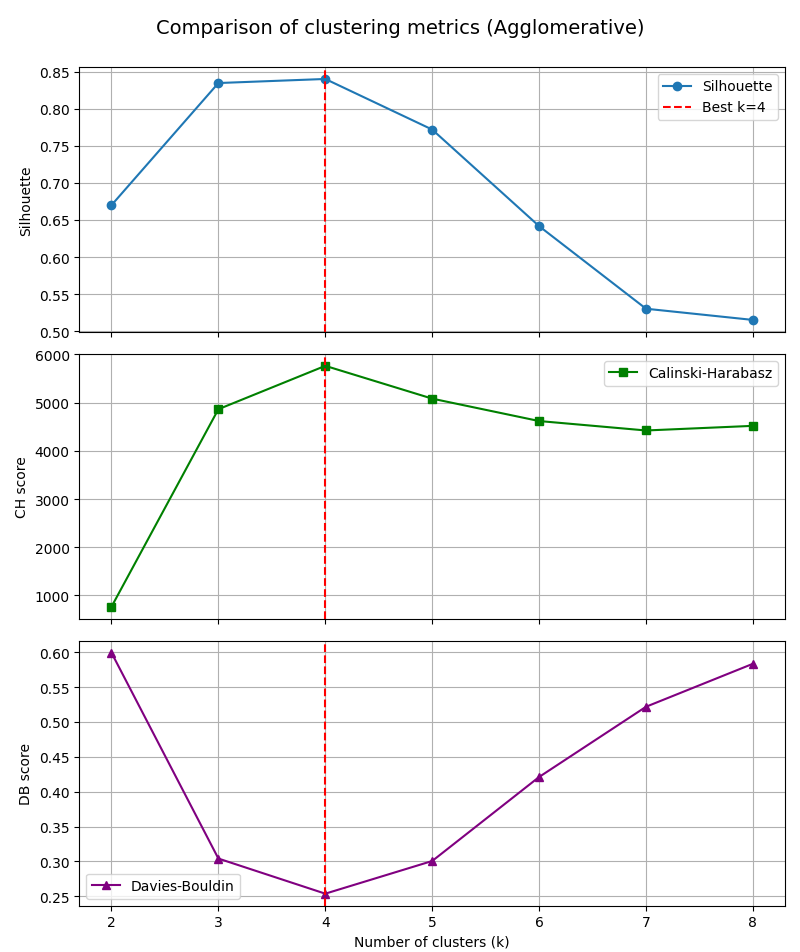 Comparison of clustering metrics (Agglomerative)
0.85
0.80
0.75
0.70
0.65
0.60
0.55
0.50
Silhouette
Silhouette
Best k=4
6000
5000
4000
3000
2000
1000
CH score
Calinski-Harabasz
0.60
0.55
0.50
0.45
0.40
0.35
0.30
0.25
DB score
Davies-Bouldin
2 3 4 5 6 7 8
Number of clusters (k)